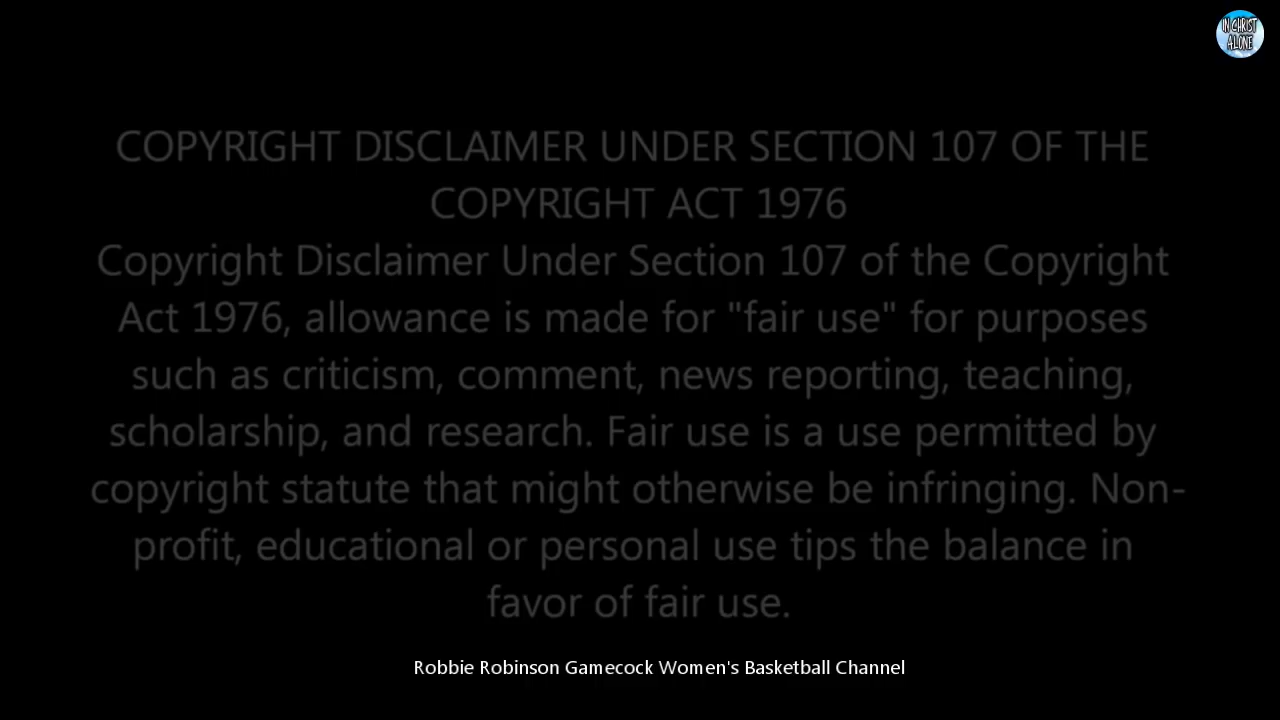 IN CHRIST
ALONE
COPYRIGHT DISCLAIMER UNDER SECTION 107 OF THE
COPYRIGHT ACT 1976
Copyright Disclaimer Under Section 107 of the Copyright
Act 1976, allowance is made for "fair use" for purposes
such as criticism, comment, news reporting, teaching,
scholarship, and research. Fair use is a use permitted by
copyright statute that might otherwise be infringing. Non-
profit, educational or personal use tips the balance in
favor of fair use.
Robbie Robinson Gamecock Women's Basketball Channel